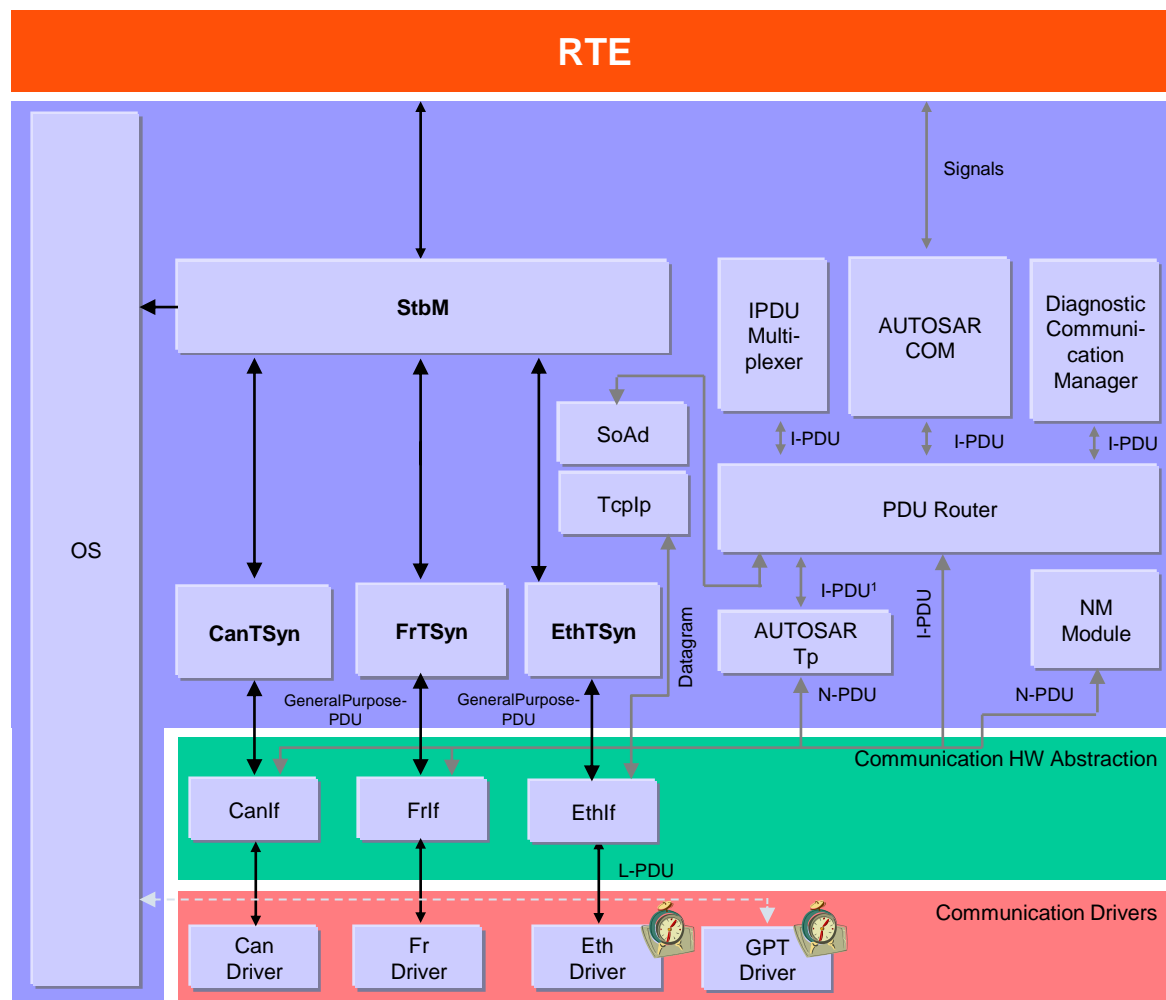 RTE
Signals
StbM
IPDU
Multi-
plexer
AUTOSAR
COM
Diagnostic
Communi-
cation
Manager
SoAd
I-PDU
I-PDU
I-PDU
TcpIp
PDU Router
OS
I-PDU¹
I-PDU
CanTSyn
FrTSyn
EthTSyn
Datagram
AUTOSAR
Tp
NM
Module
GeneralPurpose-
PDU
GeneralPurpose-
PDU
N-PDU
N-PDU
Communication HW Abstraction
CanIf
FrIf
EthIf
L-PDU
Communication Drivers
Can
Driver
Fr
Driver
Eth
Driver
GPT
Driver